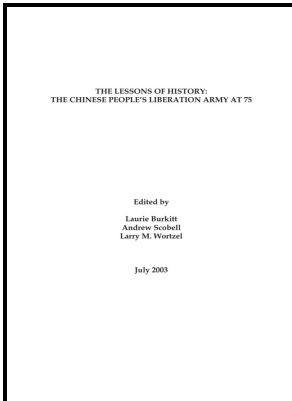 THE LESSONS OF HISTORY:
THE CHINESE PEOPLE'S LIBERATION ARMY AT 75
Edited by
Laurie Burkitt
Andrew Scobell
Larry M. Wortzel
July 2003